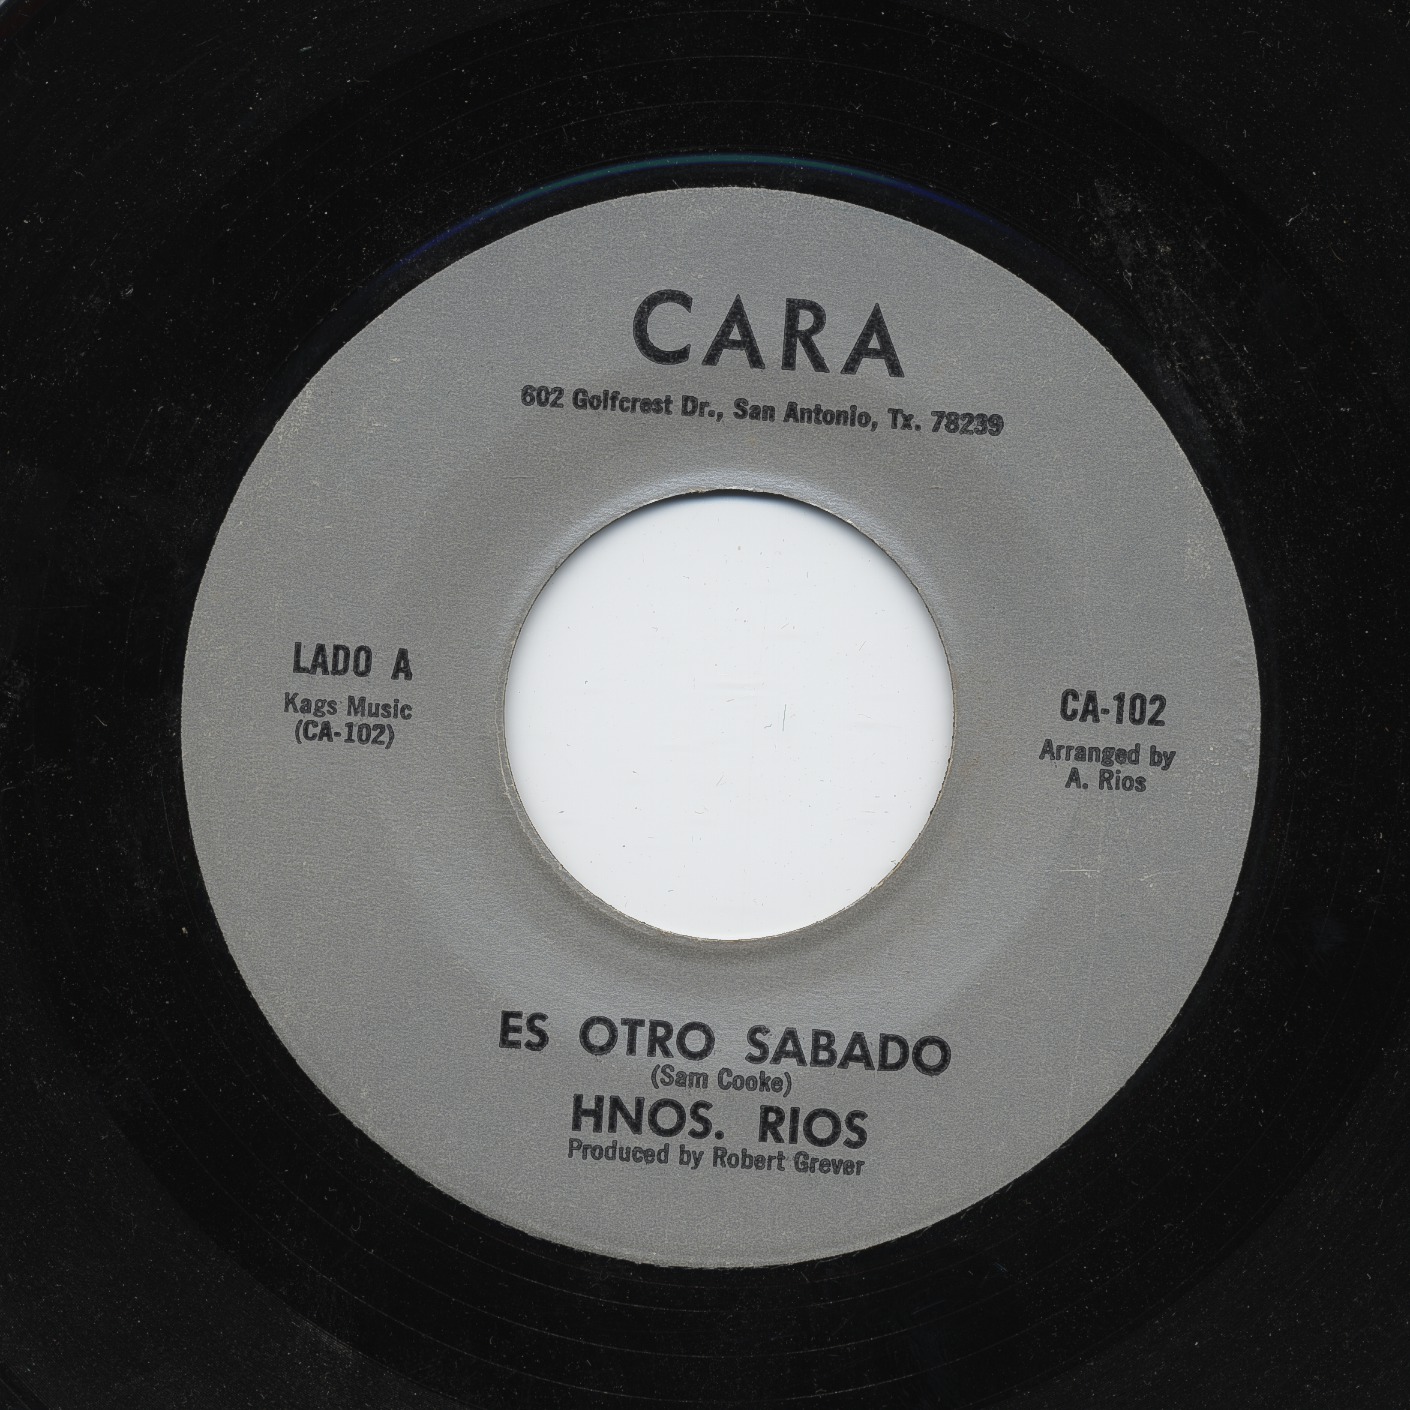 CARA
602 Golfcrest Dr., San Antonio, Tx. 78239
LADO A
Kags Music
(CA-102)
CA-102
Arranged by
A. Rios
ES OTRO SABADO
(Sam Cooke)
HNOS. RIOS
Produced by Robert Grever